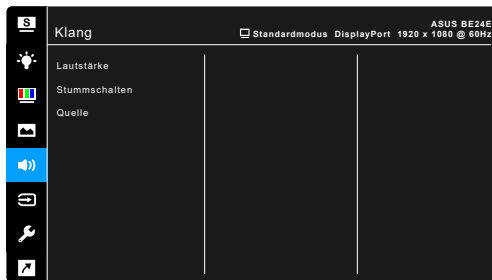 S
Klang
ASUS BE24E
Standardmodus DisplayPort 1920 x 1080 @ 60Hz
Lautstärke
Stummschalten
Quelle